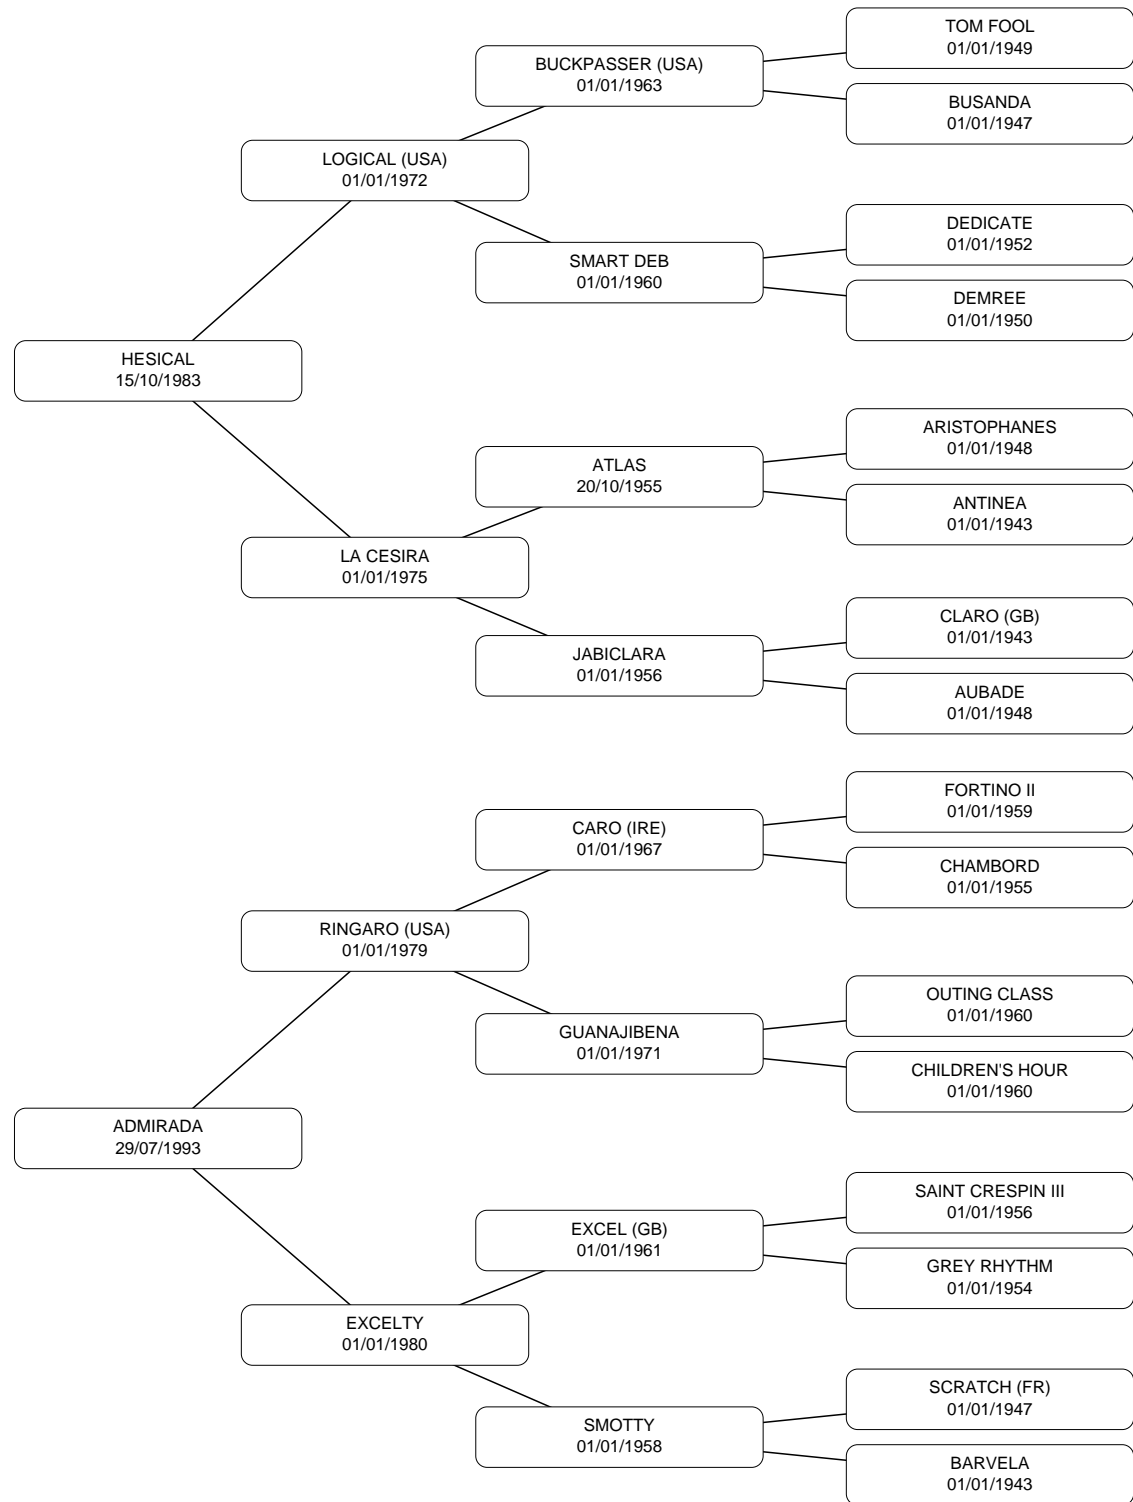 TOM FOOL
01/01/1949
BUCKPASSER (USA)
01/01/1963
BUSANDA
01/01/1947
LOGICAL (USA)
01/01/1972
DEDICATE
01/01/1952
SMART DEB
01/01/1960
DEMREE
01/01/1950
HESICAL
15/10/1983
ARISTOPHANES
01/01/1948
ATLAS
20/10/1955
ANTINEA
01/01/1943
LA CESIRA
01/01/1975
CLARO (GB)
01/01/1943
JABICLARA
01/01/1956
AUBADE
01/01/1948
FORTINO II
01/01/1959
CARO (IRE)
01/01/1967
CHAMBORD
01/01/1955
RINGARO (USA)
01/01/1979
OUTING CLASS
01/01/1960
GUANAJIBENA
01/01/1971
CHILDREN'S HOUR
01/01/1960
ADMIRADA
29/07/1993
SAINT CRESPIN III
01/01/1956
EXCEL (GB)
01/01/1961
GREY RHYTHM
01/01/1954
EXCELTY
01/01/1980
SCRATCH (FR)
01/01/1947
SMOTTY
01/01/1958
BARVELA
01/01/1943